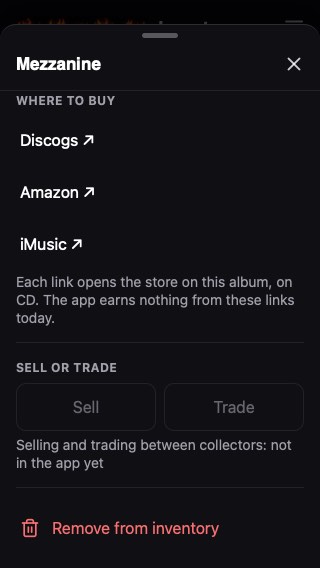 Mezzanine
WHERE TO BUY
Discogs ↗
Amazon ↗
iMusic ↗
Each link opens the store on this album, on
CD. The app earns nothing from these links
today.
SELL OR TRADE
Sell
Trade
Selling and trading between collectors: not
in the app yet
Remove from inventory